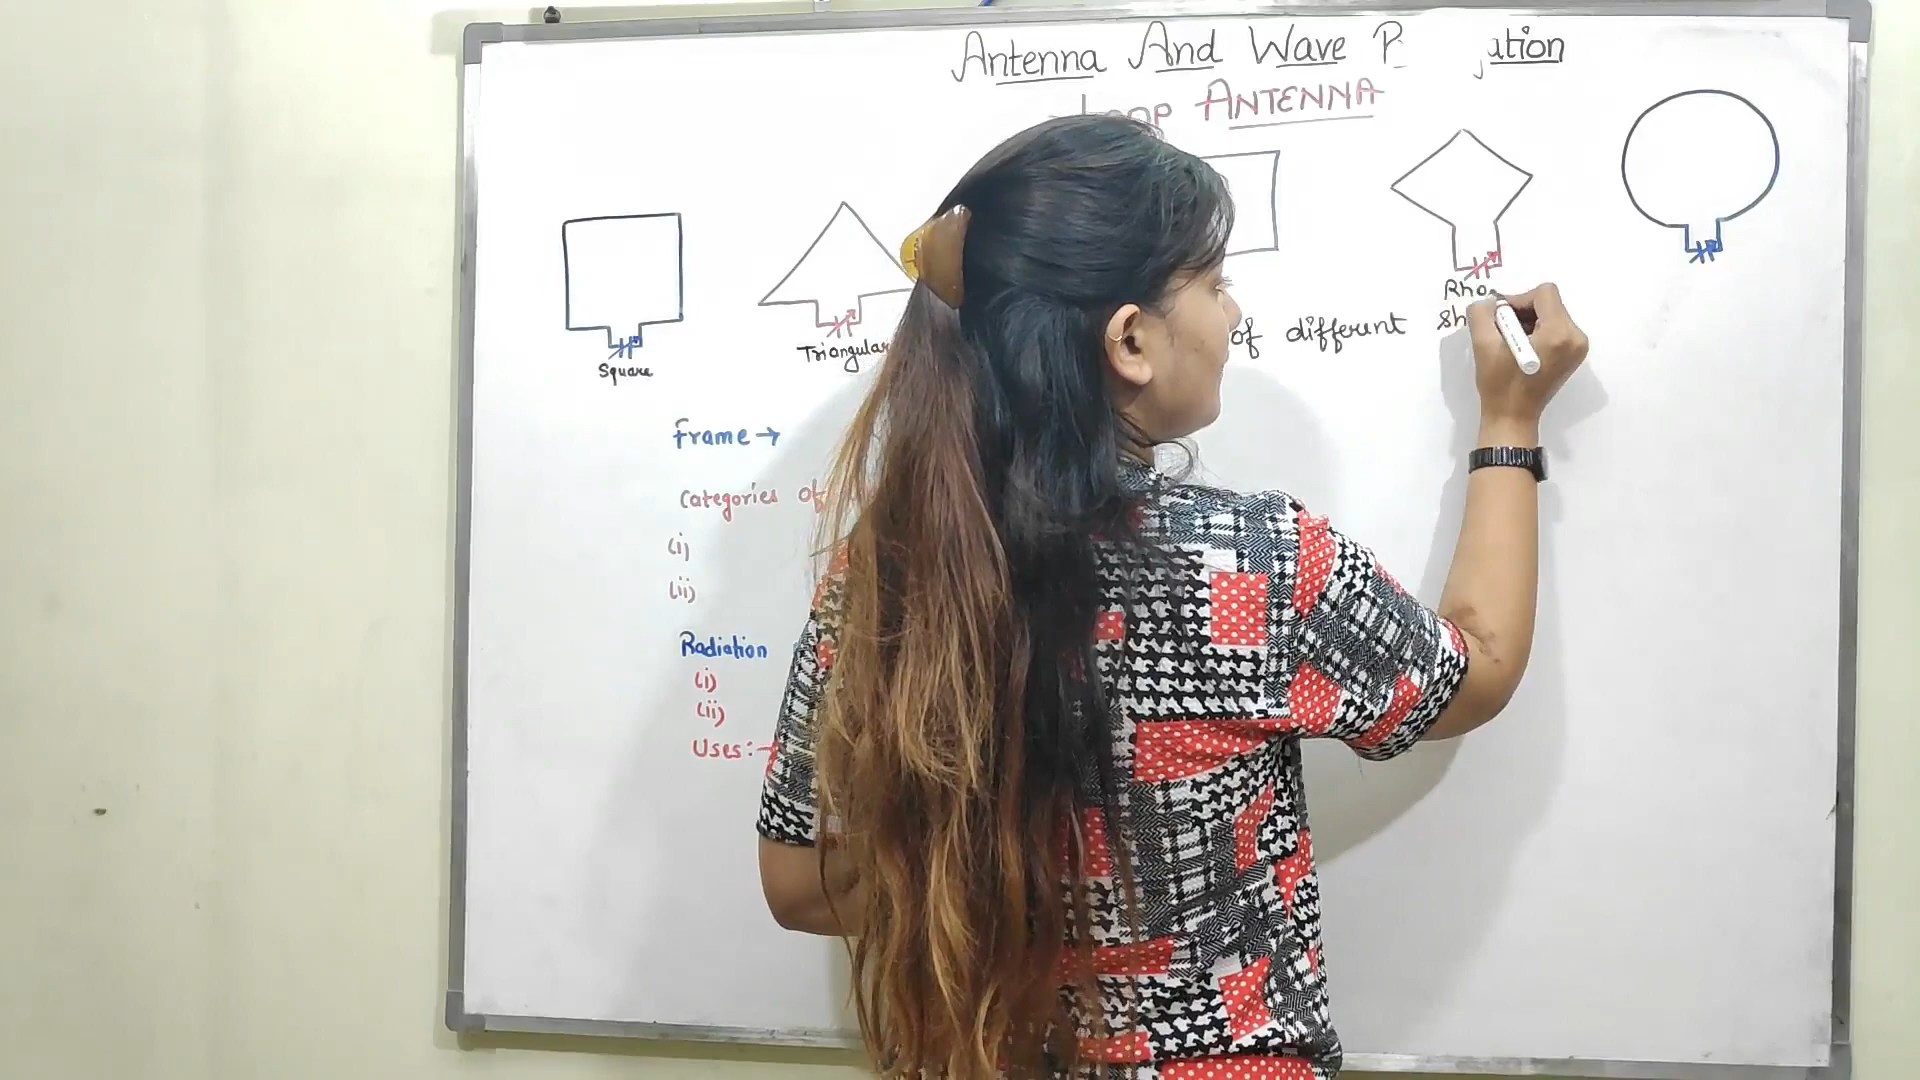 Antenna And Wave P ation
Loop ANTENNA
Rho
of different Sh
Triangular
Square
Frame →
Categories of
(i)
(ii)
Radiation
(i)
(ii)
Uses:→